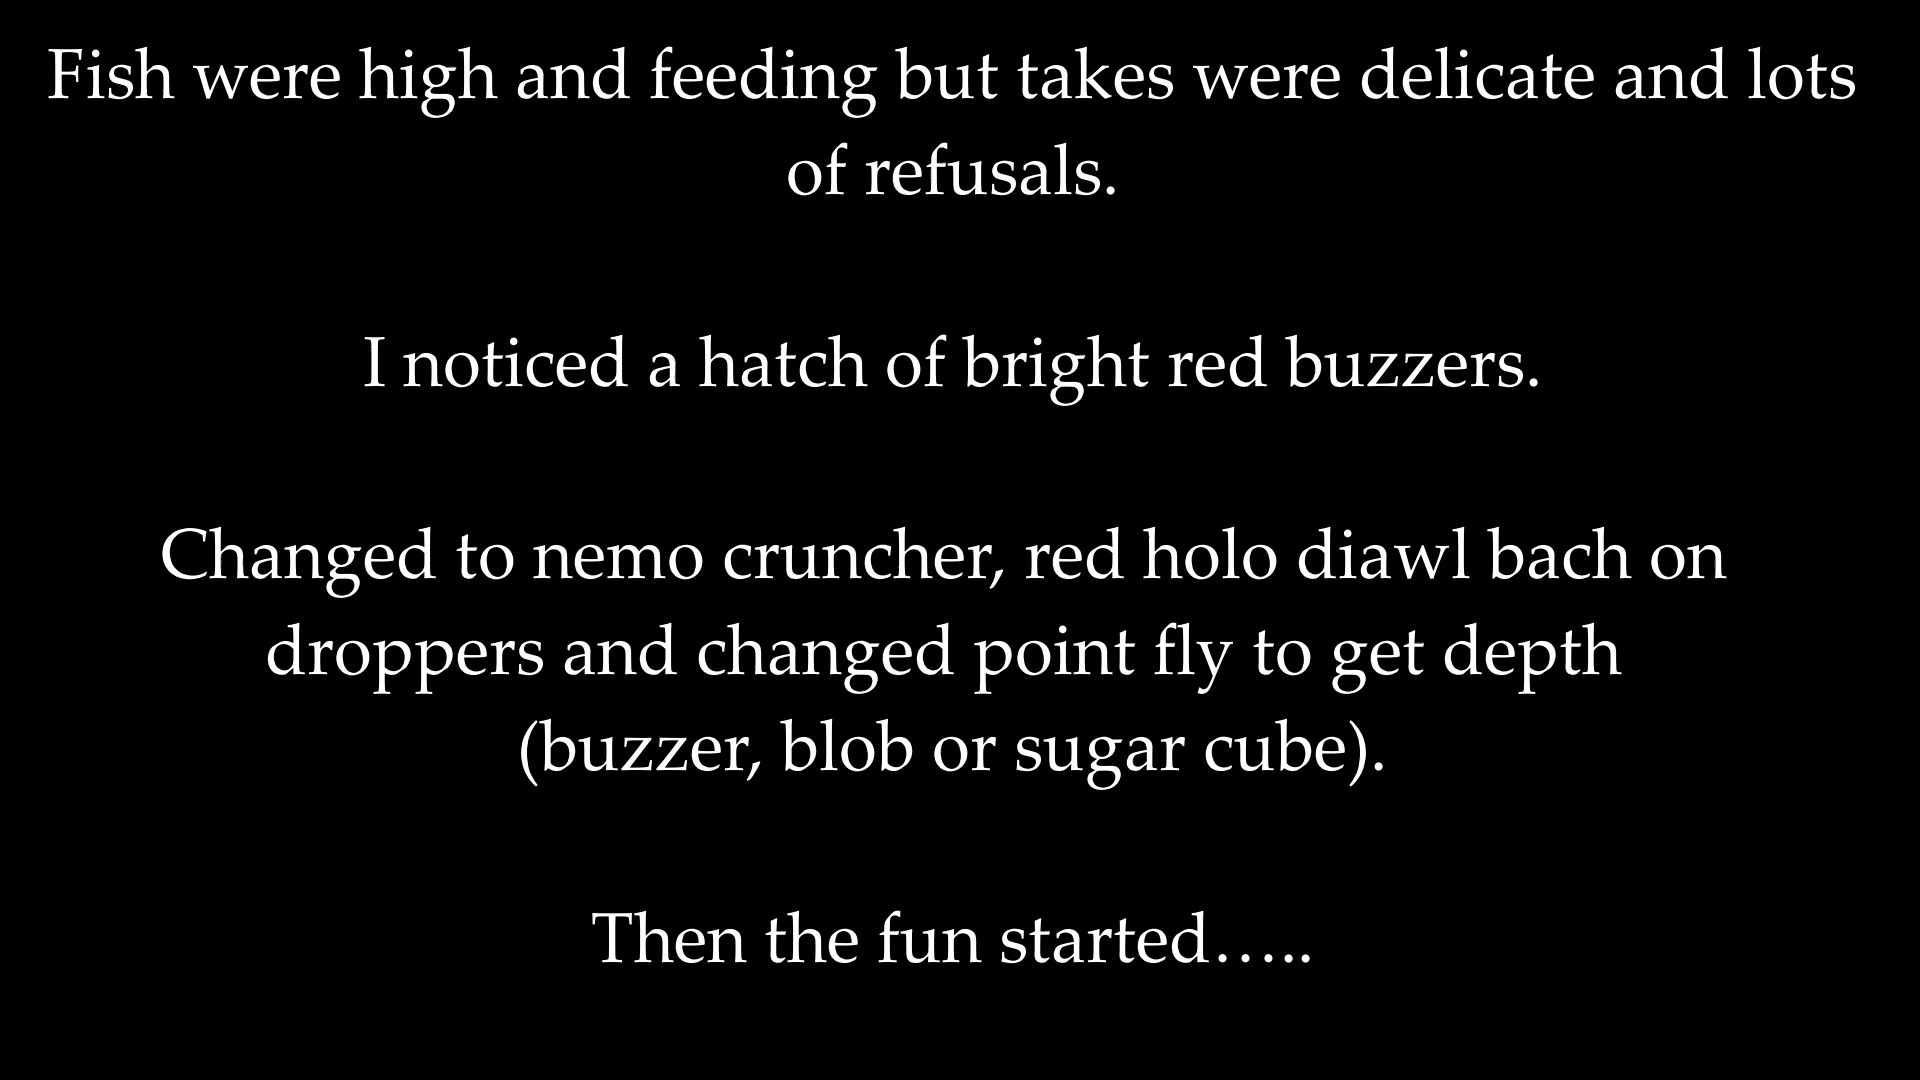 Fish were high and feeding but takes were delicate and lots
of refusals.
I noticed a hatch of bright red buzzers.
Changed to nemo cruncher, red holo diawl bach on
droppers and changed point fly to get depth
(buzzer, blob or sugar cube).
Then the fun started…..